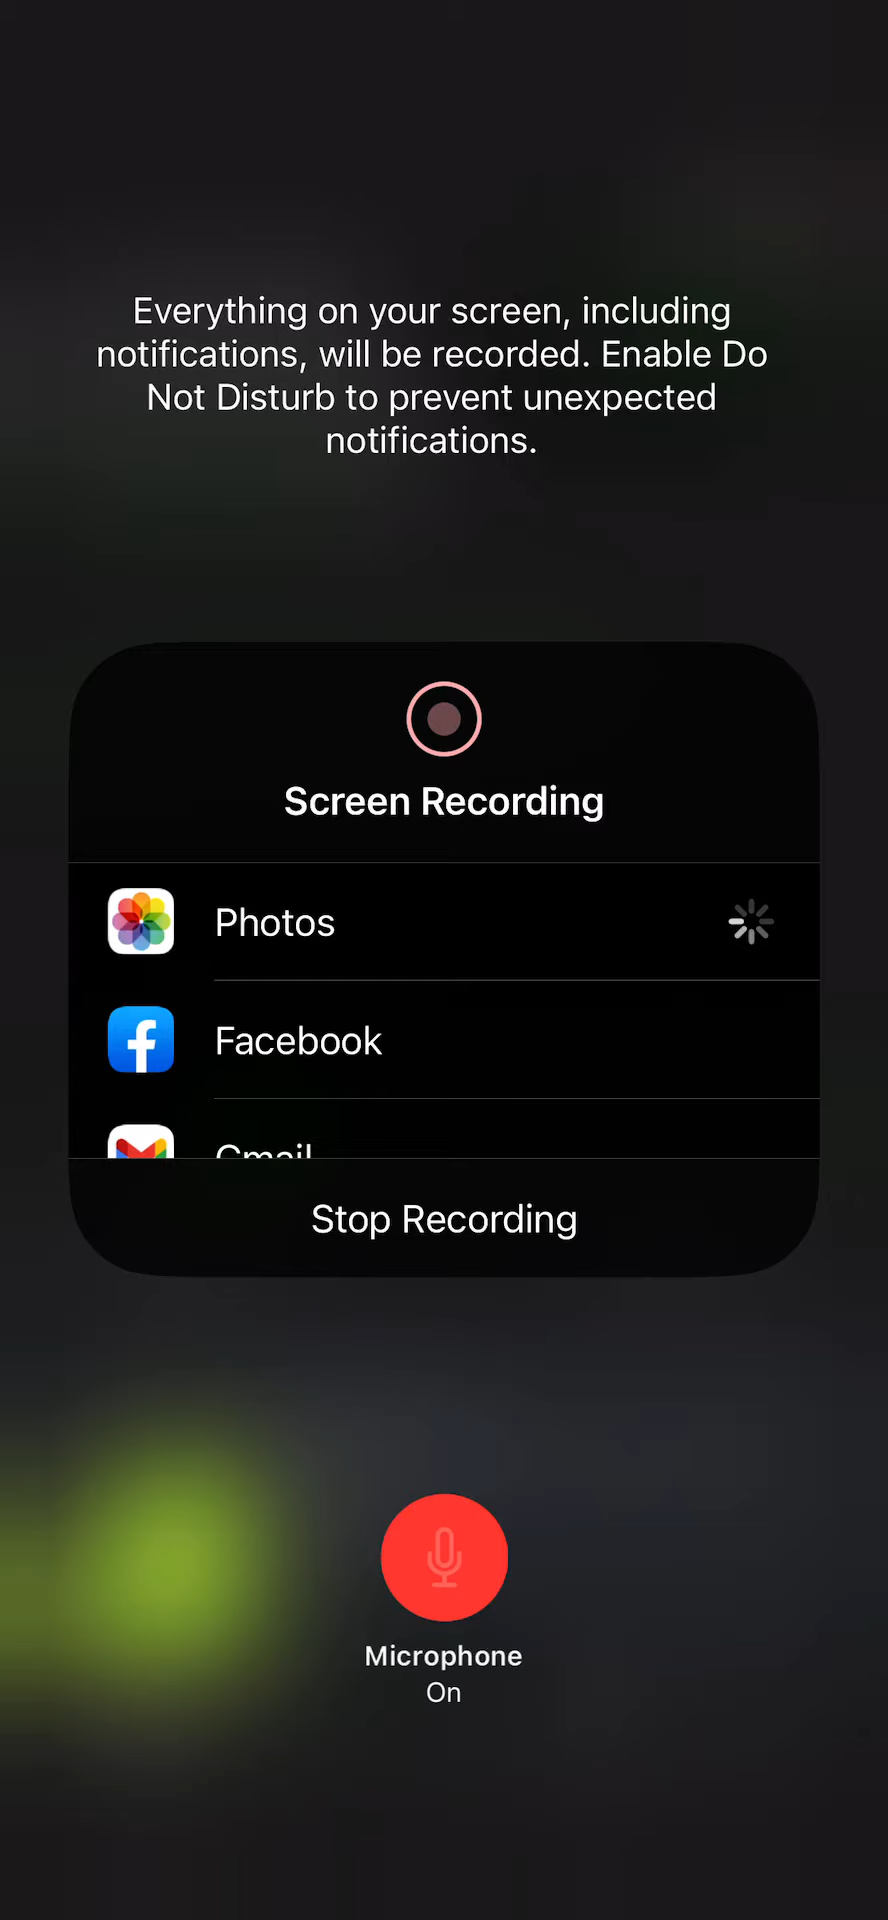 Everything on your screen, including
notifications, will be recorded. Enable Do
Not Disturb to prevent unexpected
notifications.
Screen Recording
Photos
Facebook
Gmail
Stop Recording
Microphone
On